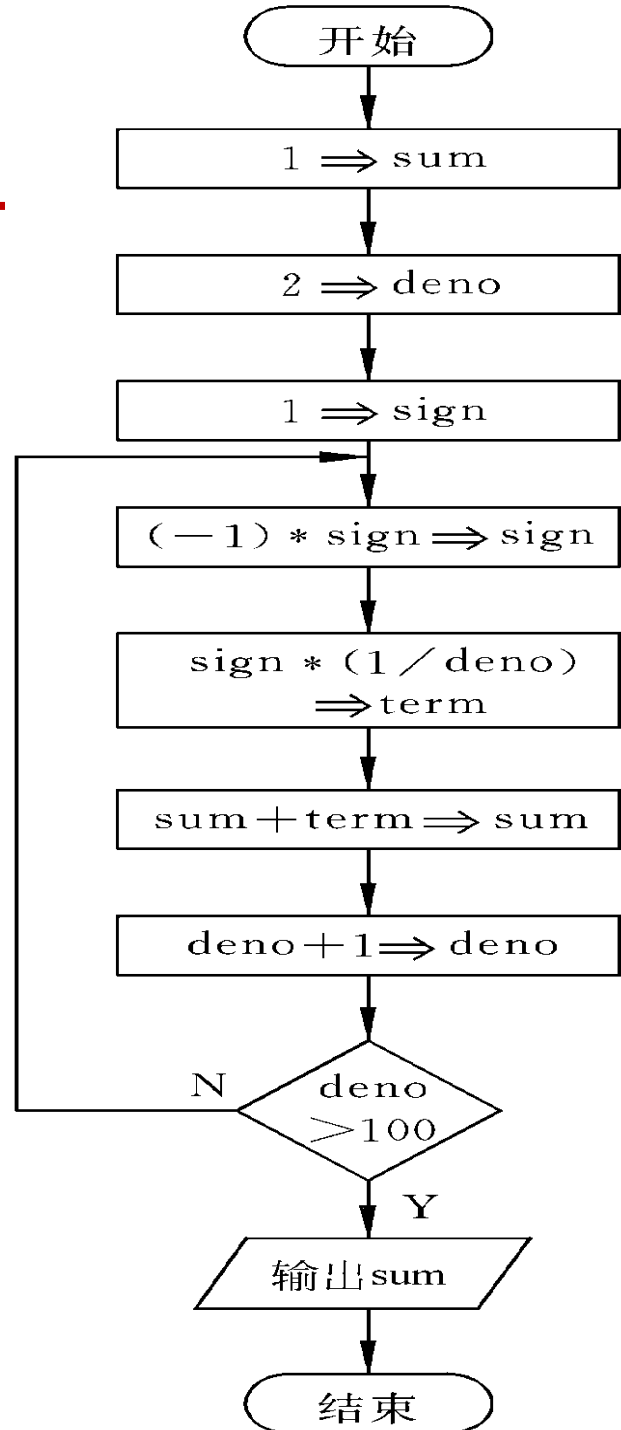 开始
1 ⇒ sum
2 ⇒ deno
1 ⇒ sign
(−1) * sign ⇒ sign
sign * (1／deno)
⇒ term
sum＋term ⇒ sum
deno＋1 ⇒ deno
N
deno
＞100
Y
输出sum
结束